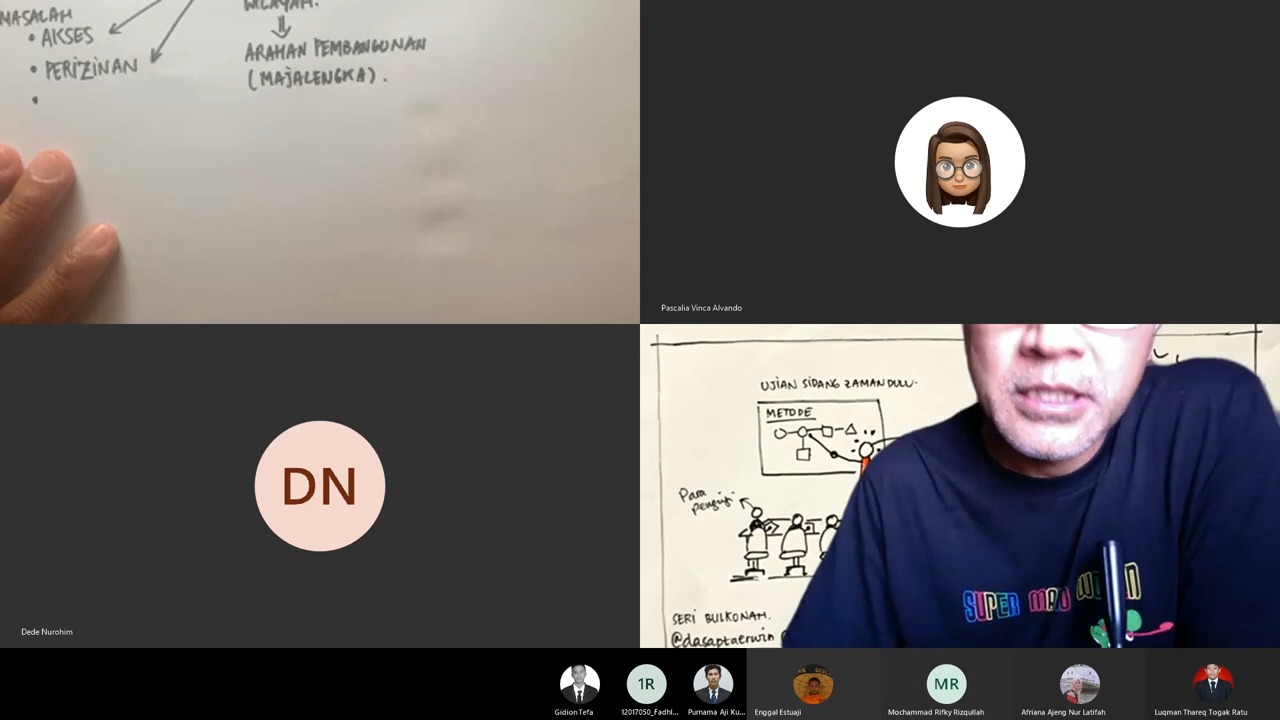 MASALAH
• AKSES
• PERIZINAN
•
WILAYAH.
ARAHAN PEMBANGUNAN
(MAJALENGKA).
Pascalia Vinca Alvando
DN
Dede Nurohim
UJIAN SIDANG ZAMAN DULU.
METODE
Para
penguji
SERI BULKONAH.
@dasaptaerwin
SUPER MAN
Gidion Tefa
1R
12017050_Fadhl...
Purnama Aji Ku...
Enggal Estuaji
MR
Mochammad Rifky Rizqullah
Afriana Ajeng Nur Latifah
Luqman Thareq Togak Ratu